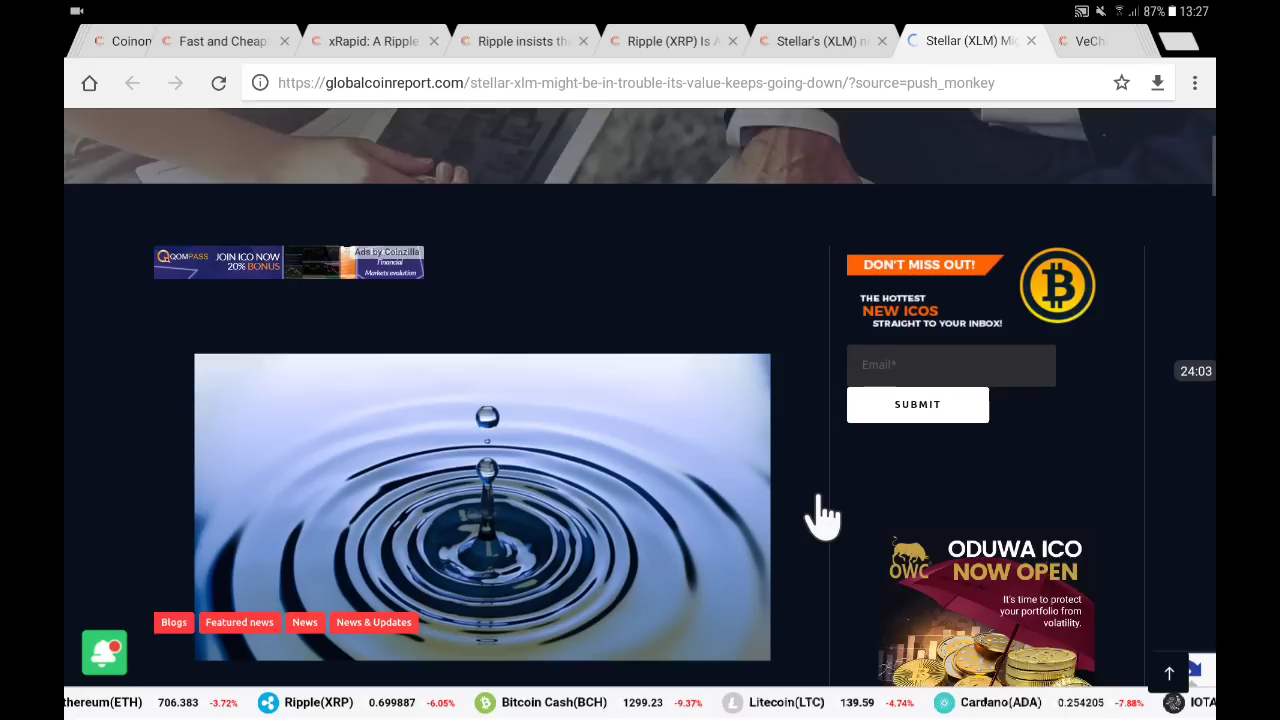 87% 13:27
Coinor
Fast and Cheap:
xRapid: A Ripple
Ripple insists th
Ripple (XRP) Is
Stellar's (XLM) n
Stellar (XLM) Mi
VeCh
https://globalcoinreport.com/stellar-xlm-might-be-in-trouble-its-value-keeps-going-down/?source=push_monkey
QOMPASS
JOIN ICO NOW
20% BONUS
Ads by Coinzilla
Financial
Markets evolution
DON'T MISS OUT!
THE HOTTEST
NEW ICOS
STRAIGHT TO YOUR INBOX!
Email*
SUBMIT
24:03
OWC
ODUWA ICO
NOW OPEN
It's time to protect
your portfolio from
volatility.
Blogs
Featured news
News
News & Updates
thereum(ETH) 706.383 -3.72% Ripple(XRP) 0.699887 -6.05% Bitcoin Cash(BCH) 1299.23 -9.37% Litecoin(LTC) 139.59 -4.74% Cardano(ADA) 0.254205 -7.88% IOTA